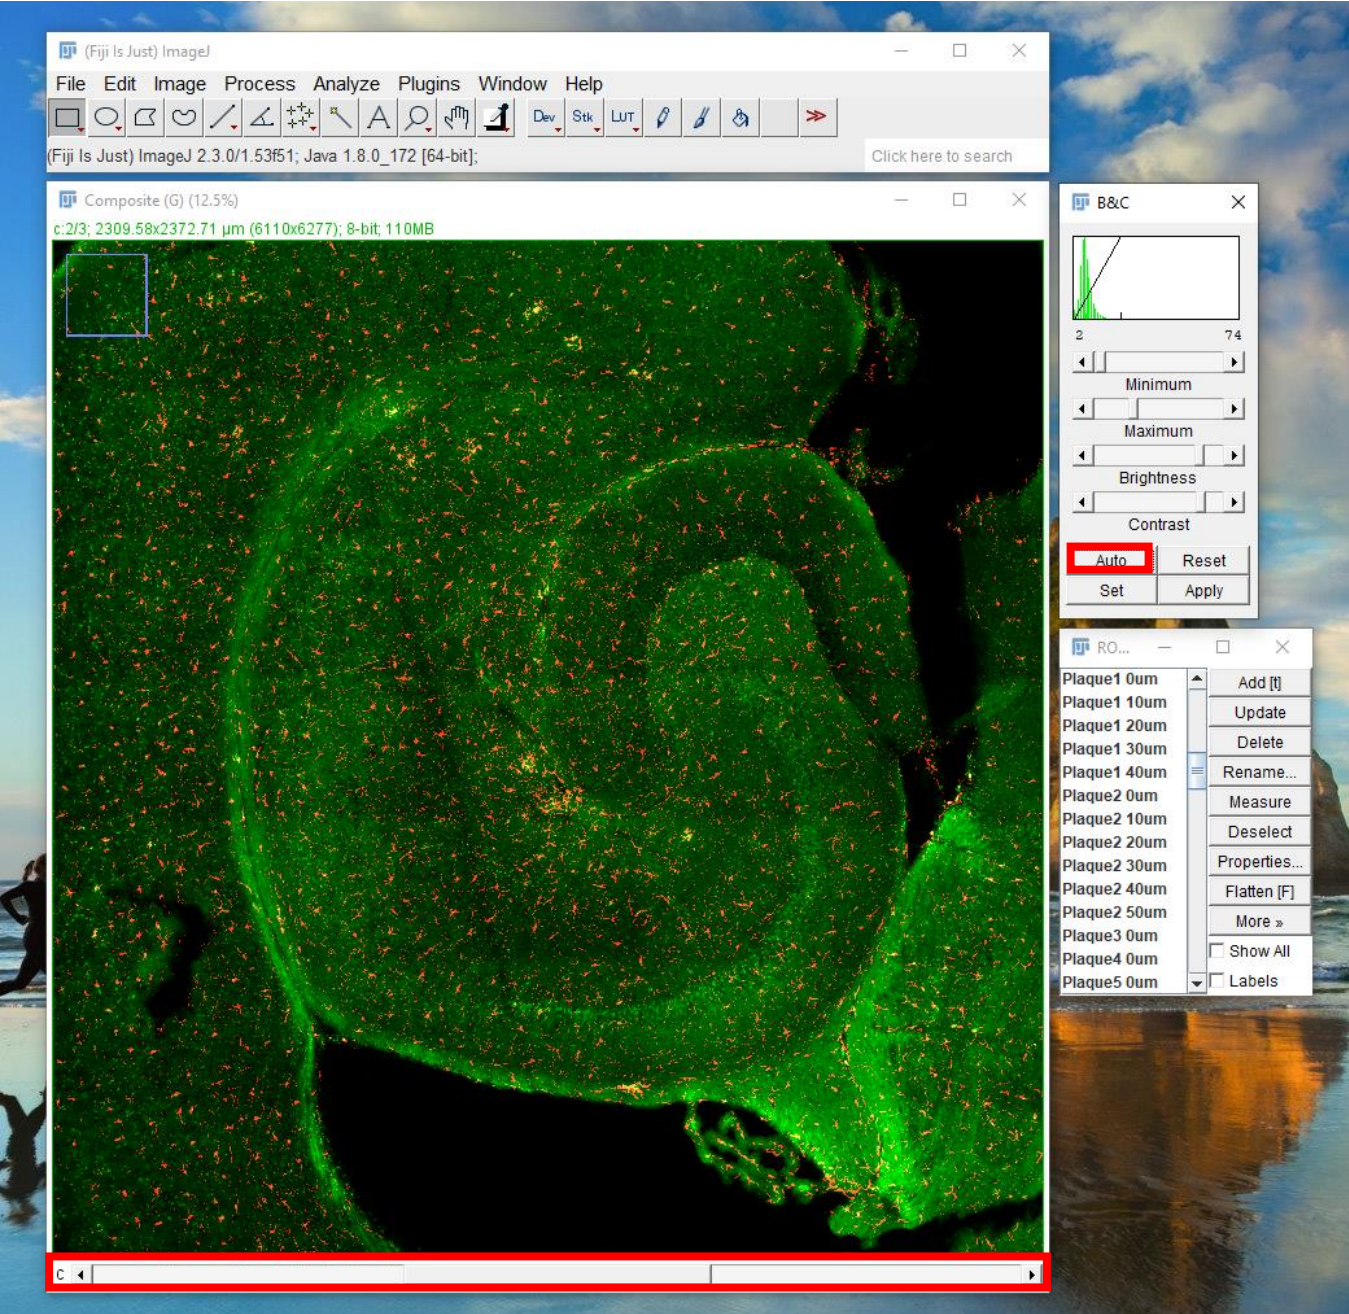 (Fiji Is Just) ImageJ
File Edit Image Process Analyze Plugins Window Help
Dev Stk LUT
(Fiji Is Just) ImageJ 2.3.0/1.53f51; Java 1.8.0_172 [64-bit];
Click here to search
Composite (G) (12.5%)
c:2/3; 2309.58x2372.71 µm (6110x6277); 8-bit; 110MB
C
B&C
2 74
Minimum
Maximum
Brightness
Contrast
Auto Reset
Set Apply
RO...
Plaque1 0um
Plaque1 10um
Plaque1 20um
Plaque1 30um
Plaque1 40um
Plaque2 0um
Plaque2 10um
Plaque2 20um
Plaque2 30um
Plaque2 40um
Plaque2 50um
Plaque3 0um
Plaque4 0um
Plaque5 0um
Add [t]
Update
Delete
Rename...
Measure
Deselect
Properties...
Flatten [F]
More »
Show All
Labels